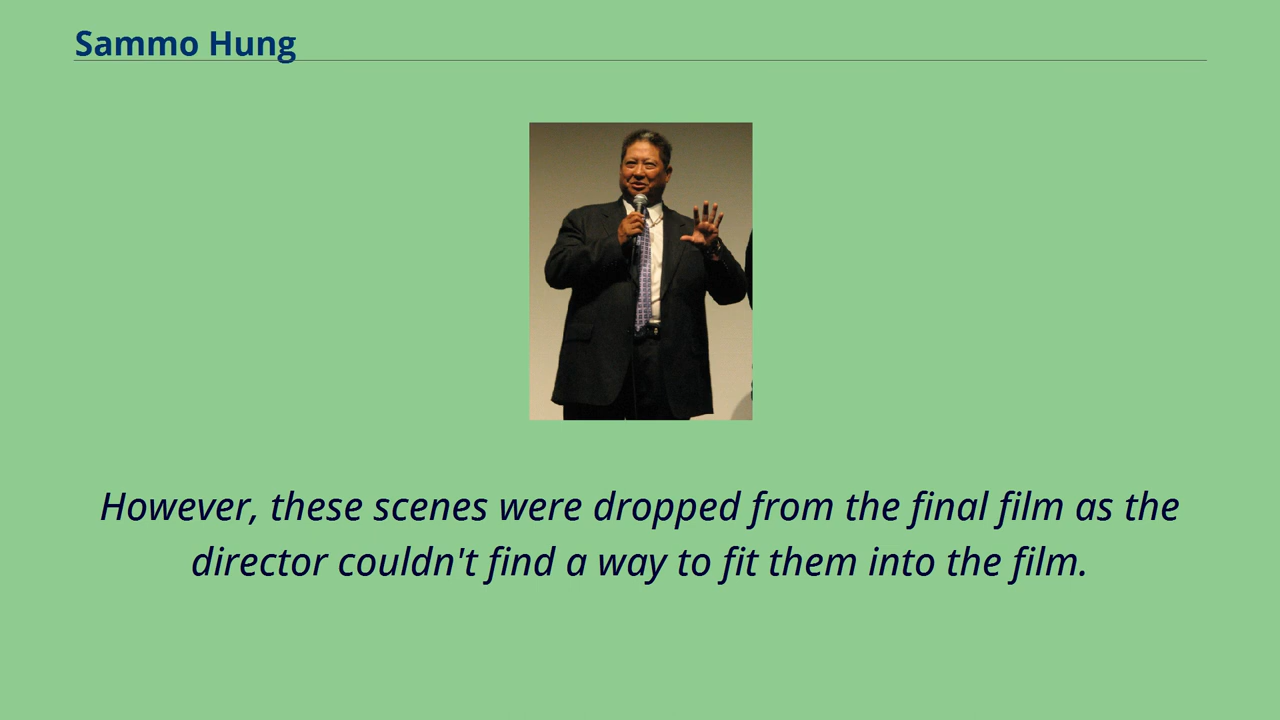 Sammo Hung
However, these scenes were dropped from the final film as the
director couldn't find a way to fit them into the film.